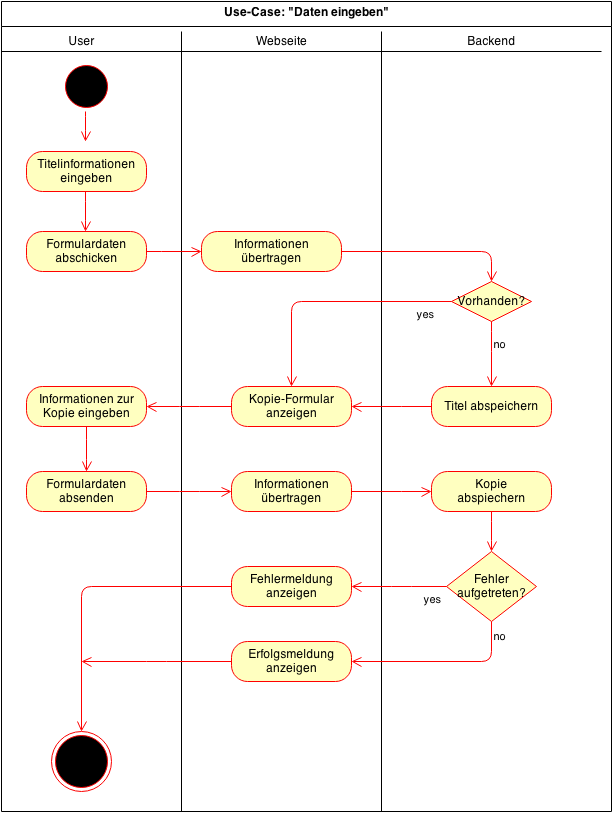 Use-Case: "Daten eingeben"
User
Webseite
Backend
Titelinformationen
eingeben
Formulardaten
abschicken
Informationen
übertragen
Vorhanden?
yes
no
Informationen zur
Kopie eingeben
Kopie-Formular
anzeigen
Titel abspeichern
Formulardaten
absenden
Informationen
übertragen
Kopie
abspiechern
Fehlermeldung
anzeigen
Fehler
aufgetreten?
yes
no
Erfolgsmeldung
anzeigen